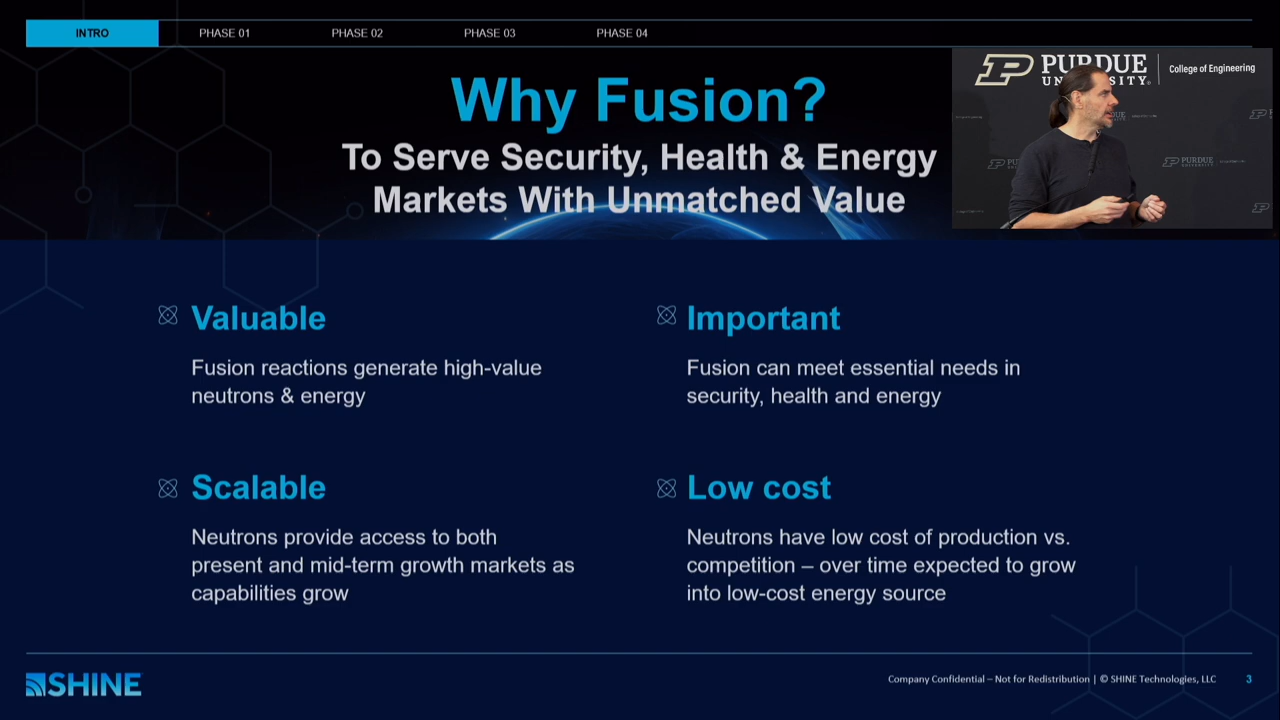 INTRO PHASE 01 PHASE 02 PHASE 03 PHASE 04
Why Fusion?
To Serve Security, Health & Energy
Markets With Unmatched Value
PURDUE
UNIVERSITY
College of Engineering
PURDUE
UNIVERSITY
Valuable
Fusion reactions generate high-value
neutrons & energy
Important
Fusion can meet essential needs in
security, health and energy
Scalable
Neutrons provide access to both
present and mid-term growth markets as
capabilities grow
Low cost
Neutrons have low cost of production vs.
competition – over time expected to grow
into low-cost energy source
SHINE
Company Confidential – Not for Redistribution | © SHINE Technologies, LLC 3